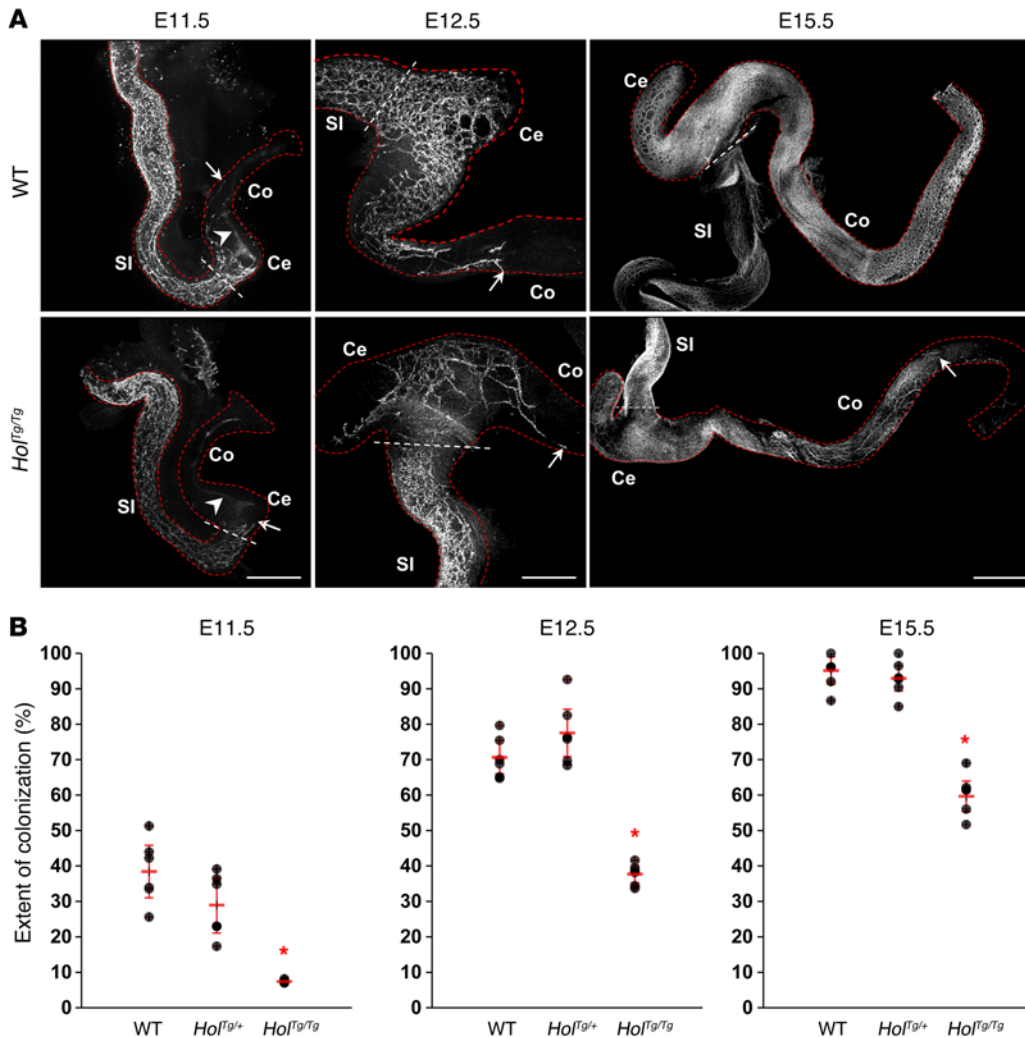 A
E11.5 E12.5 E15.5
WT
SI Co Ce
SI Ce Co
Ce SI Co
Hol^Tg/Tg
SI Co Ce
Ce Co SI
SI Co Ce
B
E11.5 E12.5 E15.5
Extent of colonization (%)
100 90 80 70 60 50 40 30 20 10 0
WT Hol^Tg/+ Hol^Tg/Tg
*
100 90 80 70 60 50 40 30 20 10 0
WT Hol^Tg/+ Hol^Tg/Tg
*
100 90 80 70 60 50 40 30 20 10 0
WT Hol^Tg/+ Hol^Tg/Tg
*